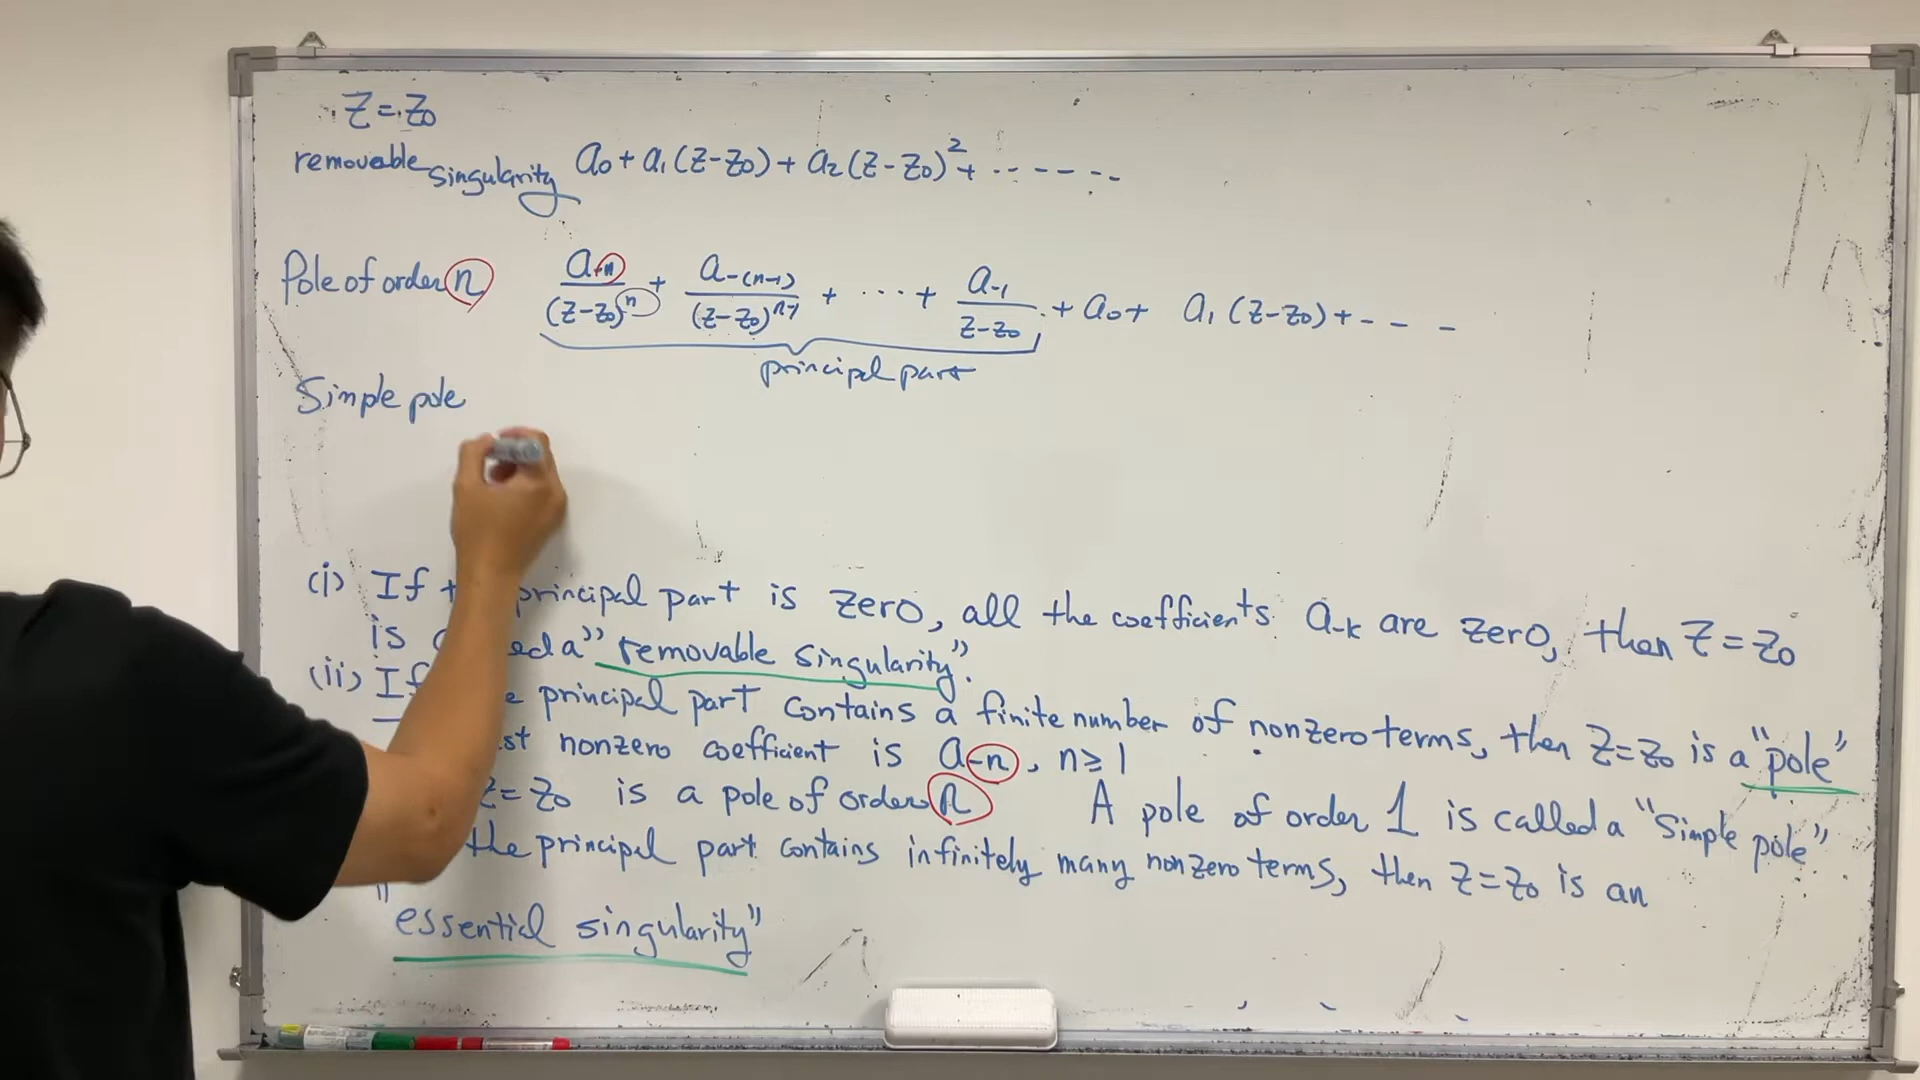 Z = Z₀
removable singularity a₀ + a₁(z-z₀) + a₂(z-z₀)² + ------
Pole of order n a₋ₙ/(z-z₀)ⁿ + a₋₍ₙ₋₁₎/(z-z₀)ⁿ⁻¹ + ... + a₋₁/(z-z₀) + a₀ + a₁(z-z₀) + ---
principal part
Simple pole
(i) If principal part is zero, all the coefficients a₋ₖ are zero, then Z = Z₀
is a" removable singularity".
(ii) If principal part contains a finite number of nonzero terms, then Z = Z₀ is a "pole"
nonzero coefficient is a₋ₙ, n ≥ 1
Z = Z₀ is a pole of order n A pole of order 1 is called a "Simple pole"
the principal part contains infinitely many nonzero terms, then Z = Z₀ is an
"essential singularity"